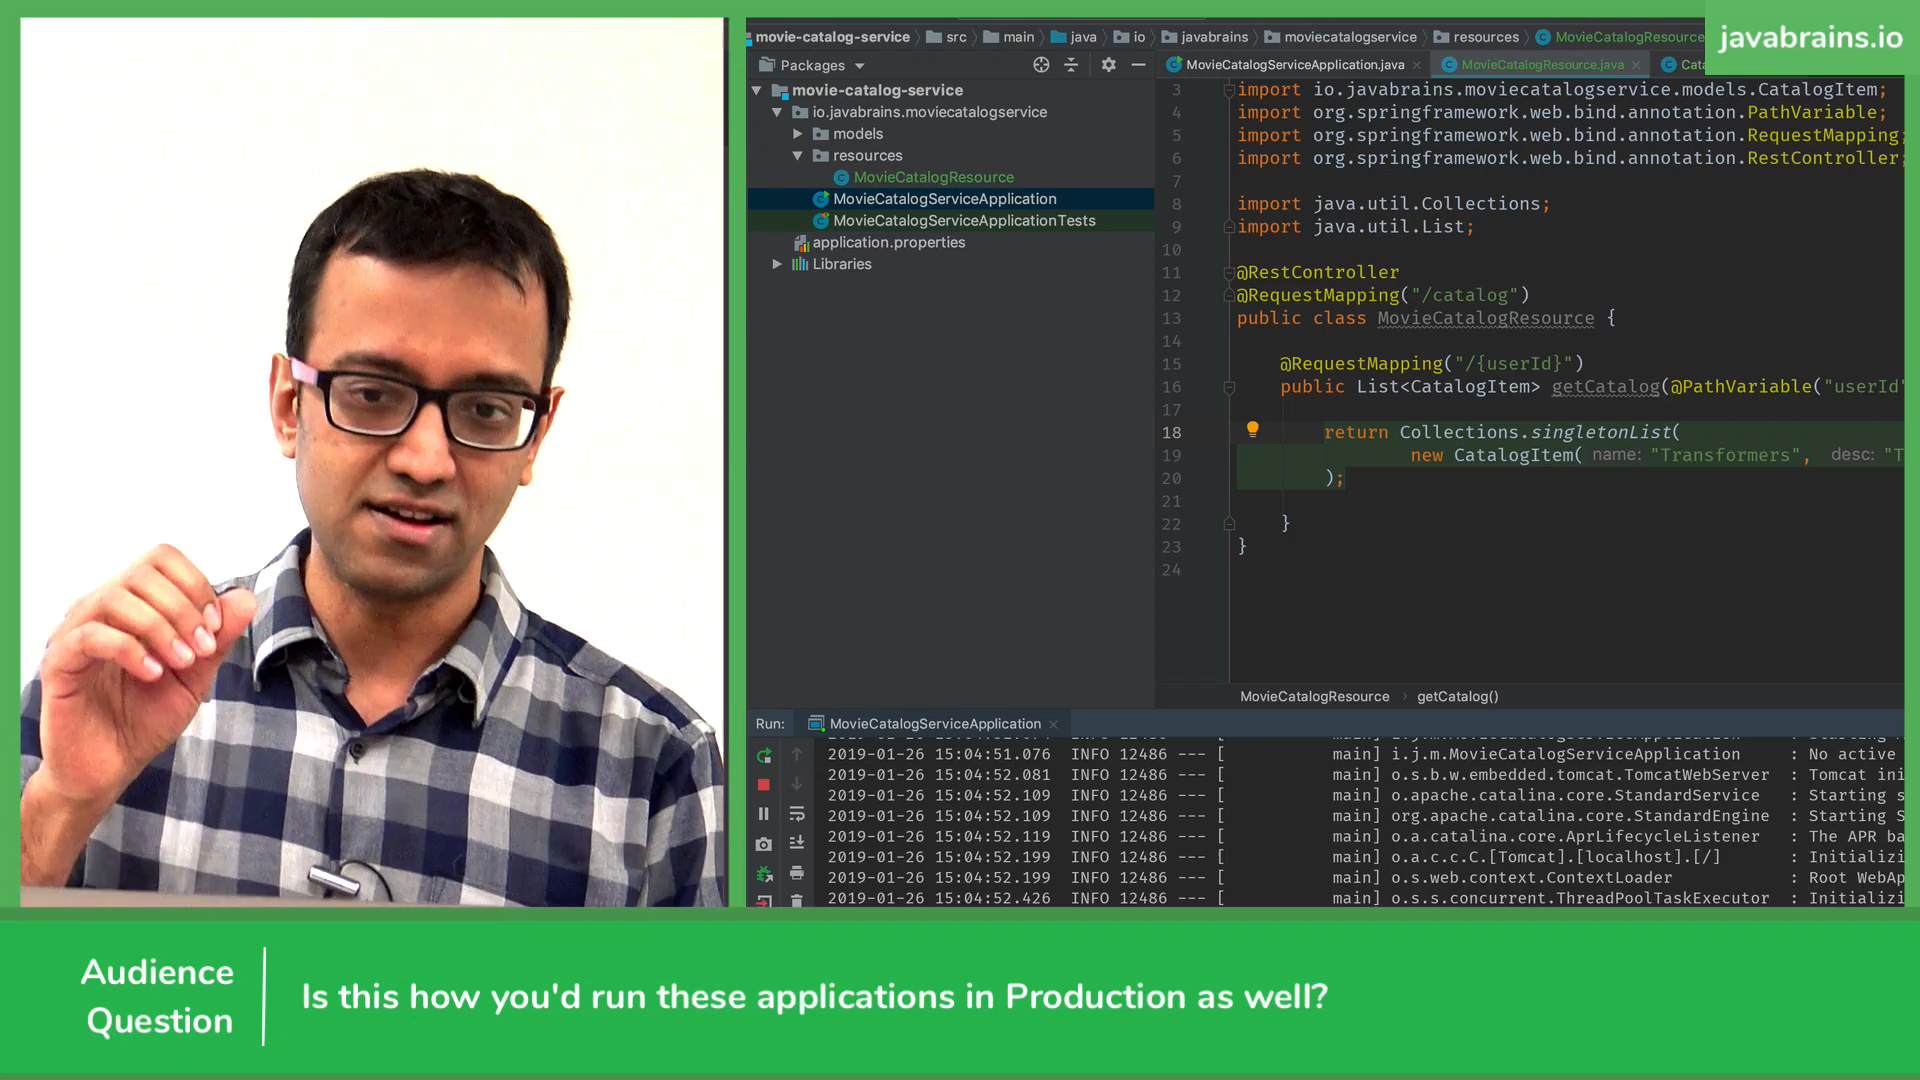 javabrains.io
movie-catalog-service
src
main
java
io
javabrains
moviecatalogservice
resources
MovieCatalogResource
Packages
MovieCatalogServiceApplication.java
MovieCatalogResource.java
Cat
movie-catalog-service
io.javabrains.moviecatalogservice
models
resources
MovieCatalogResource
MovieCatalogServiceApplication
MovieCatalogServiceApplicationTests
application.properties
Libraries
3 import io.javabrains.moviecatalogservice.models.CatalogItem;
4 import org.springframework.web.bind.annotation.PathVariable;
5 import org.springframework.web.bind.annotation.RequestMapping;
6 import org.springframework.web.bind.annotation.RestController;
7
8 import java.util.Collections;
9 import java.util.List;
10
11 @RestController
12 @RequestMapping("/catalog")
13 public class MovieCatalogResource {
14
15 @RequestMapping("/{userId}")
16 public List<CatalogItem> getCatalog(@PathVariable("userId"
17
18 return Collections.singletonList(
19 new CatalogItem( name: "Transformers", desc: "T
20 );
21
22 }
23 }
24
MovieCatalogResource › getCatalog()
Run: MovieCatalogServiceApplication
2019-01-26 15:04:51.076 INFO 12486 --- [ main] i.j.m.MovieCatalogServiceApplication : No active
2019-01-26 15:04:52.081 INFO 12486 --- [ main] o.s.b.w.embedded.tomcat.TomcatWebServer : Tomcat ini
2019-01-26 15:04:52.109 INFO 12486 --- [ main] o.apache.catalina.core.StandardService : Starting s
2019-01-26 15:04:52.109 INFO 12486 --- [ main] org.apache.catalina.core.StandardEngine : Starting S
2019-01-26 15:04:52.119 INFO 12486 --- [ main] o.a.catalina.core.AprLifecycleListener : The APR ba
2019-01-26 15:04:52.199 INFO 12486 --- [ main] o.a.c.c.C.[Tomcat].[localhost].[/] : Initializi
2019-01-26 15:04:52.199 INFO 12486 --- [ main] o.s.web.context.ContextLoader : Root WebAp
2019-01-26 15:04:52.426 INFO 12486 --- [ main] o.s.s.concurrent.ThreadPoolTaskExecutor : Initializi
Audience
Question
Is this how you'd run these applications in Production as well?